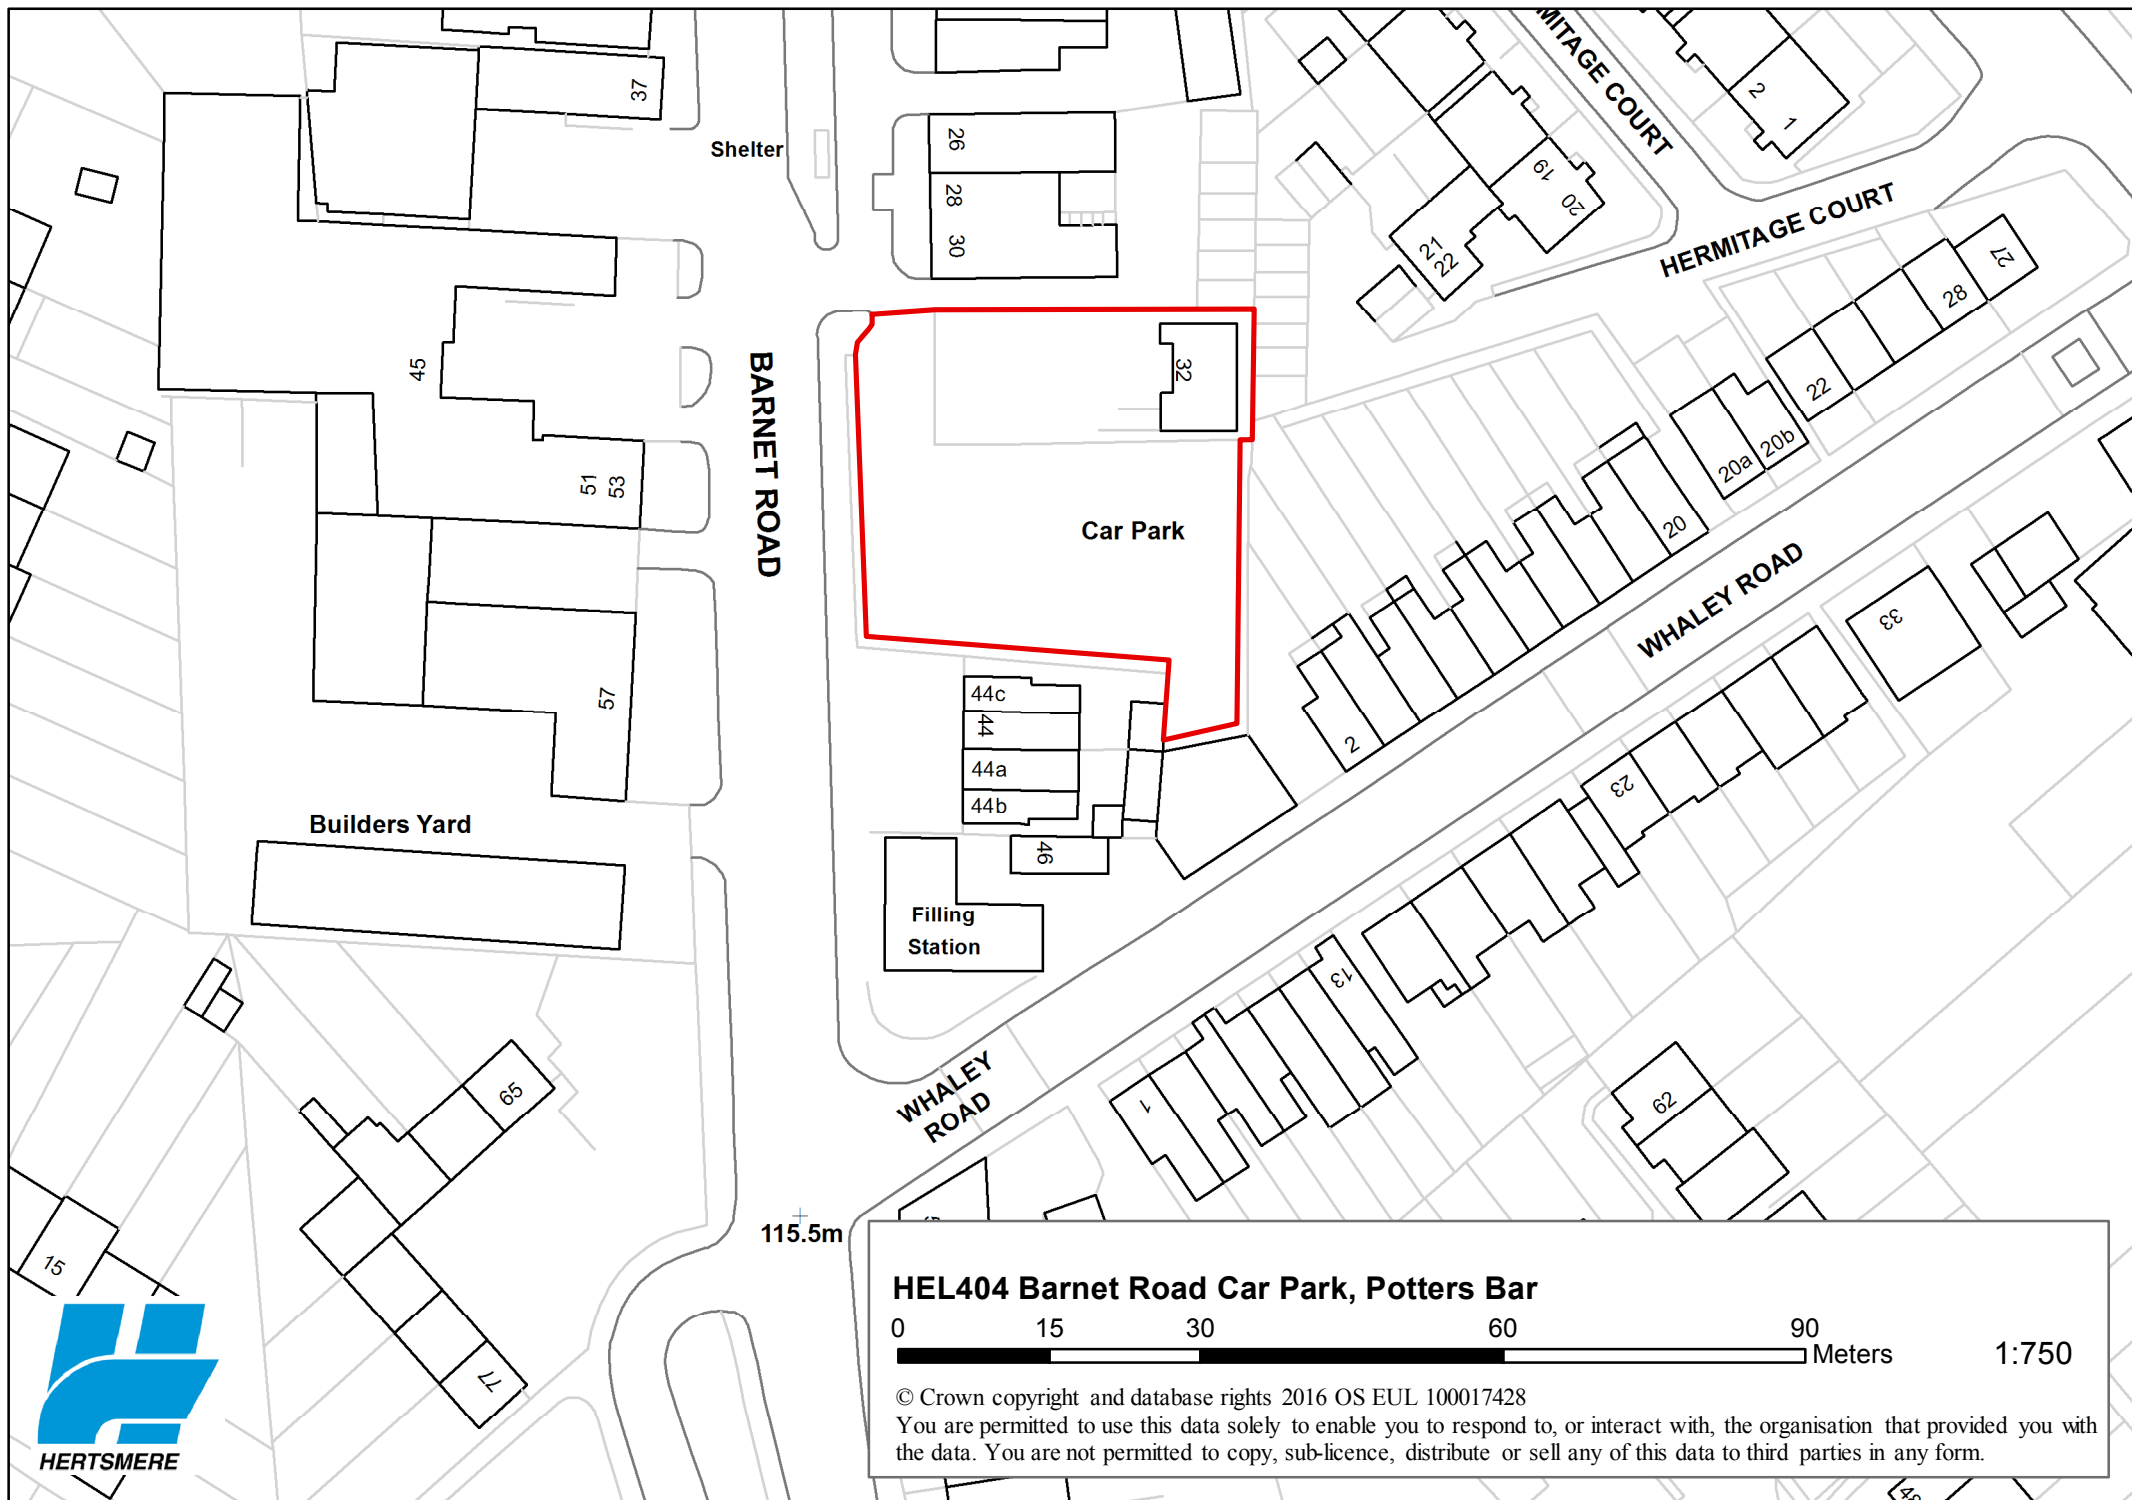 37
Shelter
26
28
30
HERMITAGE COURT
2
1
19
20
21
22
HERMITAGE COURT
27
28
22
45
BARNET ROAD
32
51
53
Car Park
20a
20b
20
WHALEY ROAD
33
57
44c
44
44a
44b
46
2
23
Builders Yard
Filling
Station
13
WHALEY
ROAD
1
65
62
15
77
115.5m
HEL404 Barnet Road Car Park, Potters Bar
0 15 30 60 90
Meters
1:750
© Crown copyright and database rights 2016 OS EUL 100017428
You are permitted to use this data solely to enable you to respond to, or interact with, the organisation that provided you with
the data. You are not permitted to copy, sub-licence, distribute or sell any of this data to third parties in any form.
HERTSMERE